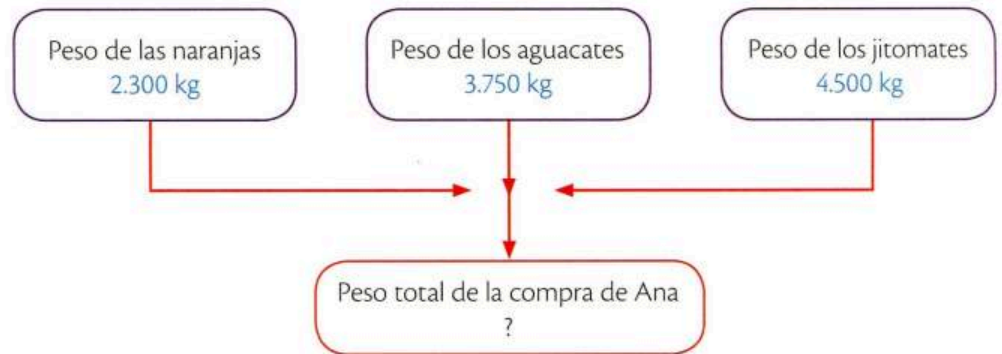 Peso de las naranjas
2.300 kg
Peso de los aguacates
3.750 kg
Peso de los jitomates
4.500 kg
Peso total de la compra de Ana
?